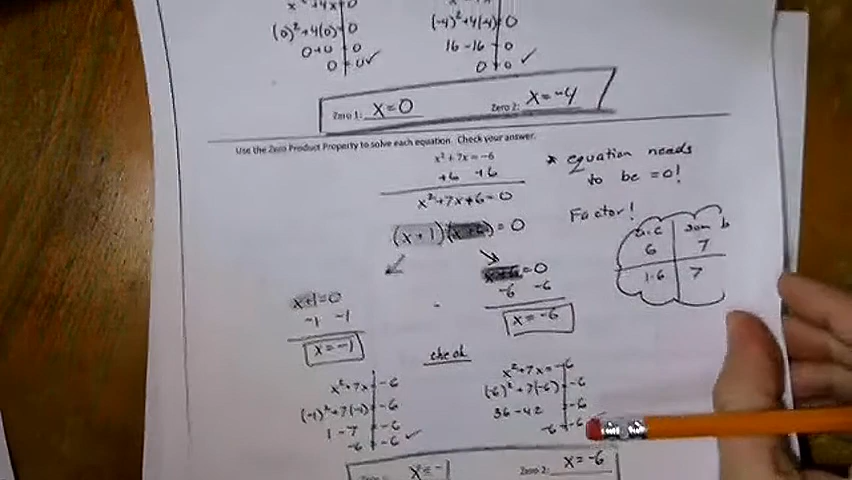 x² + 4x 0
(0)² + 4(0) 0
0+0 0
0 0 ✓
(-4)² + 4(-4) 0
16 - 16 0
0 0 ✓
Zero 1: x = 0 Zero 2: x = -4
Use the Zero Product Property to solve each equation. Check your answer.
x² + 7x = -6
+6 +6
x² + 7x + 6 = 0
(x+1)(x+6) = 0
* equation needs
to be = 0!
Factor!
a·c sum b
6 7
1·6 7
x+1 = 0
-1 -1
x = -1
x+6 = 0
-6 -6
x = -6
check
x² + 7x -6
(-1)² + 7(-1) -6
1 - 7 -6
-6 -6 ✓
x² + 7x = -6
(-6)² + 7(-6) -6
36 - 42 -6
-6 -6
x = -1 Zero 2: x = -6